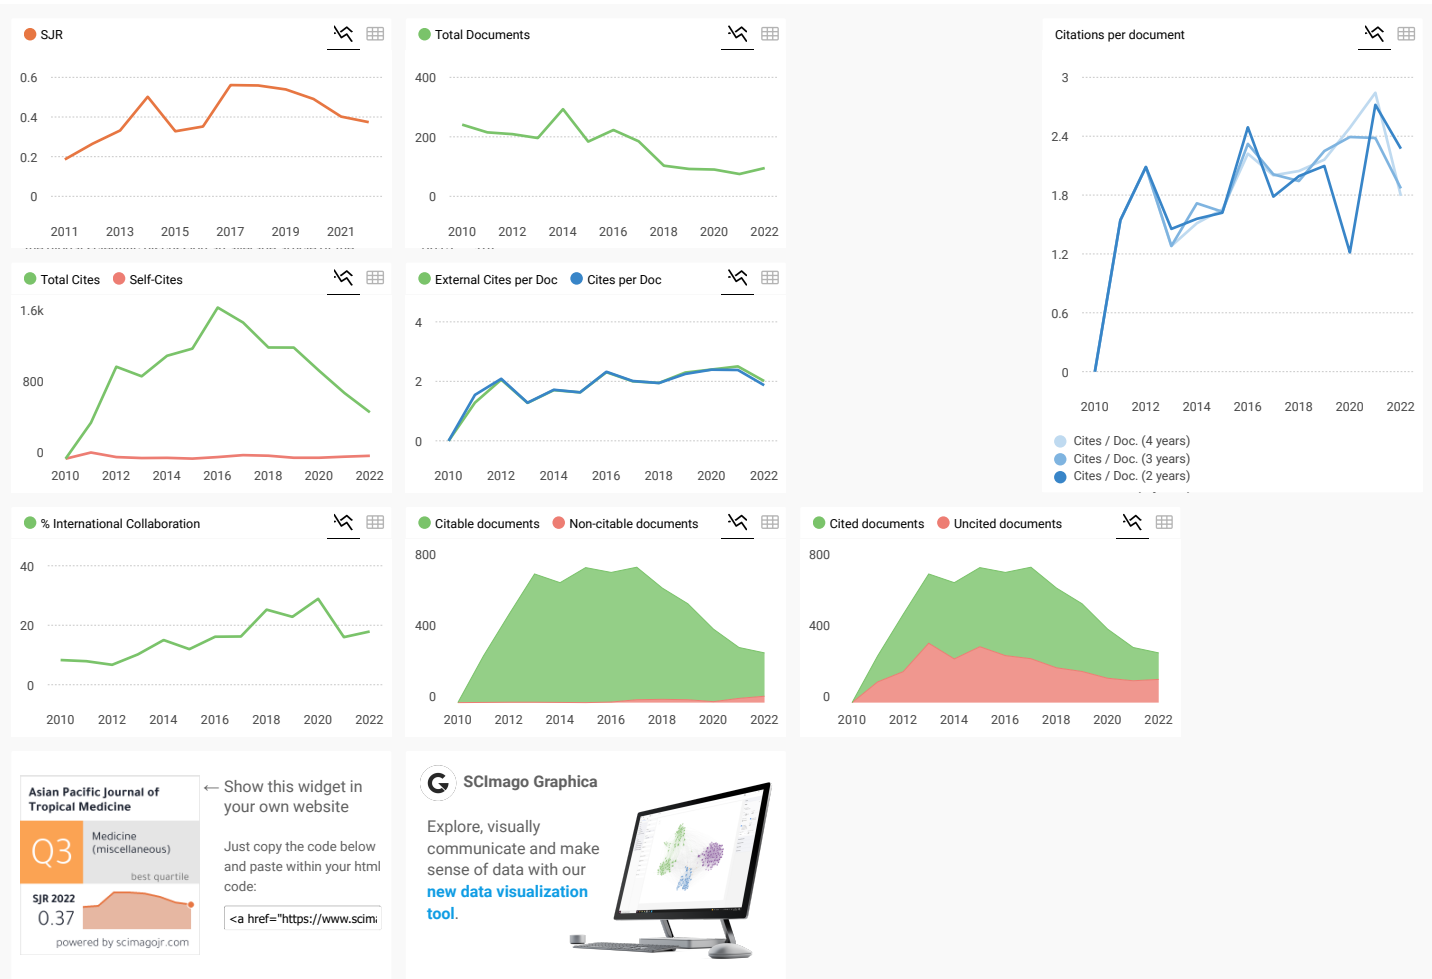 SJR
0.6
0.4
0.2
0
2011 2013 2015 2017 2019 2021
Total Documents
400
200
0
2010 2012 2014 2016 2018 2020 2022
Citations per document
3
2.4
1.8
1.2
0.6
0
2010 2012 2014 2016 2018 2020 2022
Cites / Doc. (4 years)
Cites / Doc. (3 years)
Cites / Doc. (2 years)
Total Cites Self-Cites
1.6k
800
0
2010 2012 2014 2016 2018 2020 2022
External Cites per Doc Cites per Doc
4
2
0
2010 2012 2014 2016 2018 2020 2022
% International Collaboration
40
20
0
2010 2012 2014 2016 2018 2020 2022
Citable documents Non-citable documents
800
400
0
2010 2012 2014 2016 2018 2020 2022
Cited documents Uncited documents
800
400
0
2010 2012 2014 2016 2018 2020 2022
Asian Pacific Journal of
Tropical Medicine
Q3
Medicine
(miscellaneous)
best quartile
SJR 2022
0.37
powered by scimagojr.com
← Show this widget in
your own website
Just copy the code below
and paste within your html
code:
<a href="https://www.scima
SCImago Graphica
Explore, visually
communicate and make
sense of data with our
new data visualization
tool.